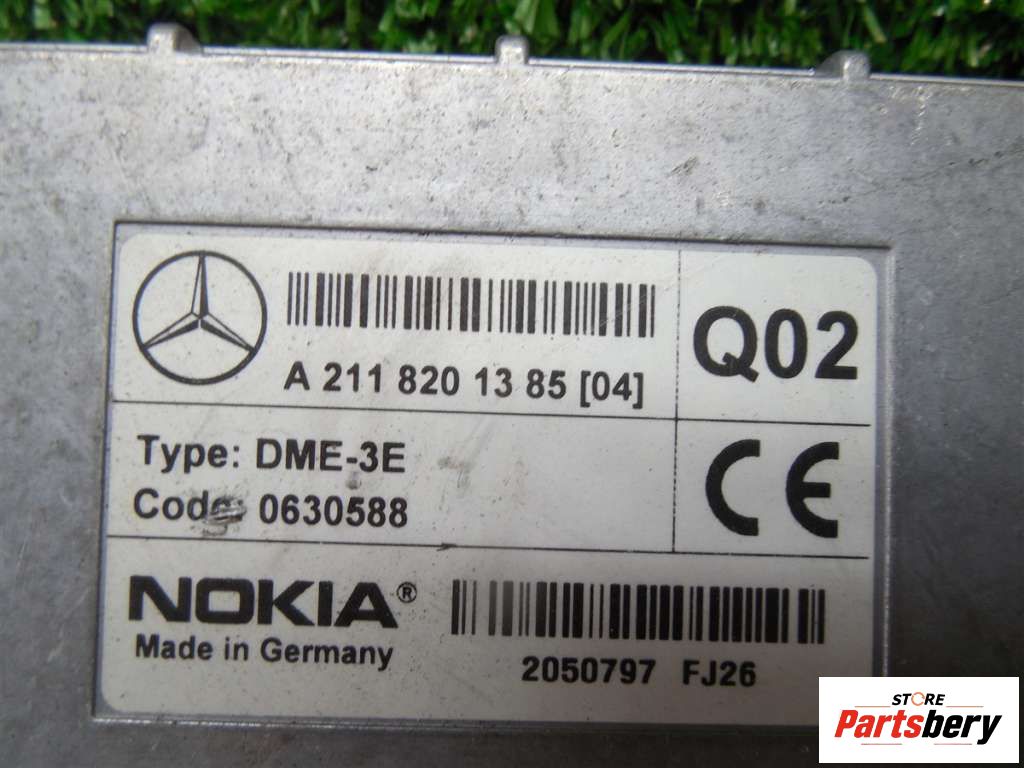 A 211 820 13 85 [04]
Q02
Type: DME-3E
Code: 0630588
CE
NOKIA®
Made in Germany
2050797 FJ26
STORE
Partsbery